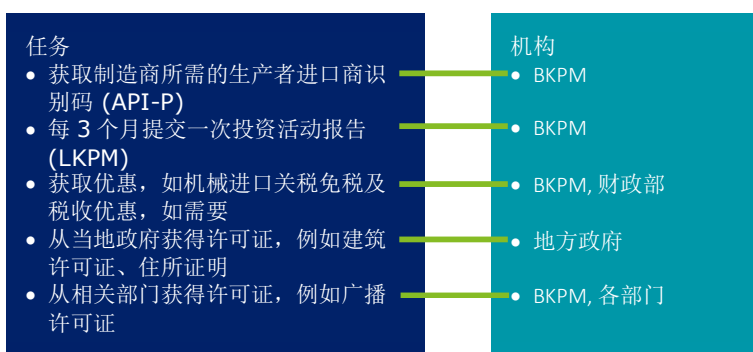 任务
• 获取制造商所需的生产者进口商识
别码 (API-P)
• 每 3 个月提交一次投资活动报告
(LKPM)
• 获取优惠，如机械进口关税免税及
税收优惠，如需要
• 从当地政府获得许可证，例如建筑
许可证、住所证明
• 从相关部门获得许可证，例如广播
许可证
机构
• BKPM
• BKPM
• BKPM, 财政部
• 地方政府
• BKPM, 各部门